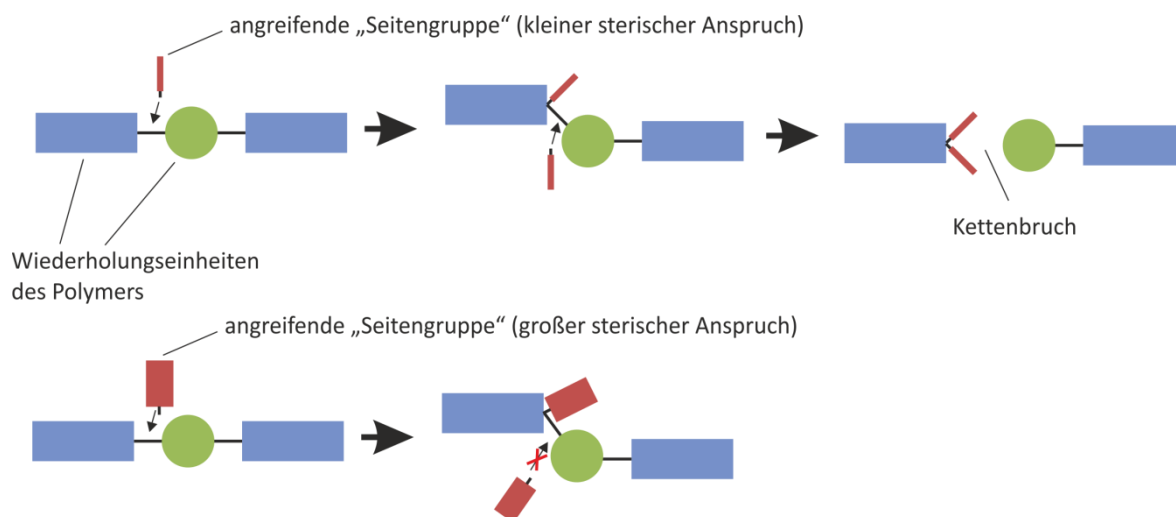 angreifende „Seitengruppe“ (kleiner sterischer Anspruch)
Kettenbruch
Wiederholungseinheiten
des Polymers
angreifende „Seitengruppe“ (großer sterischer Anspruch)